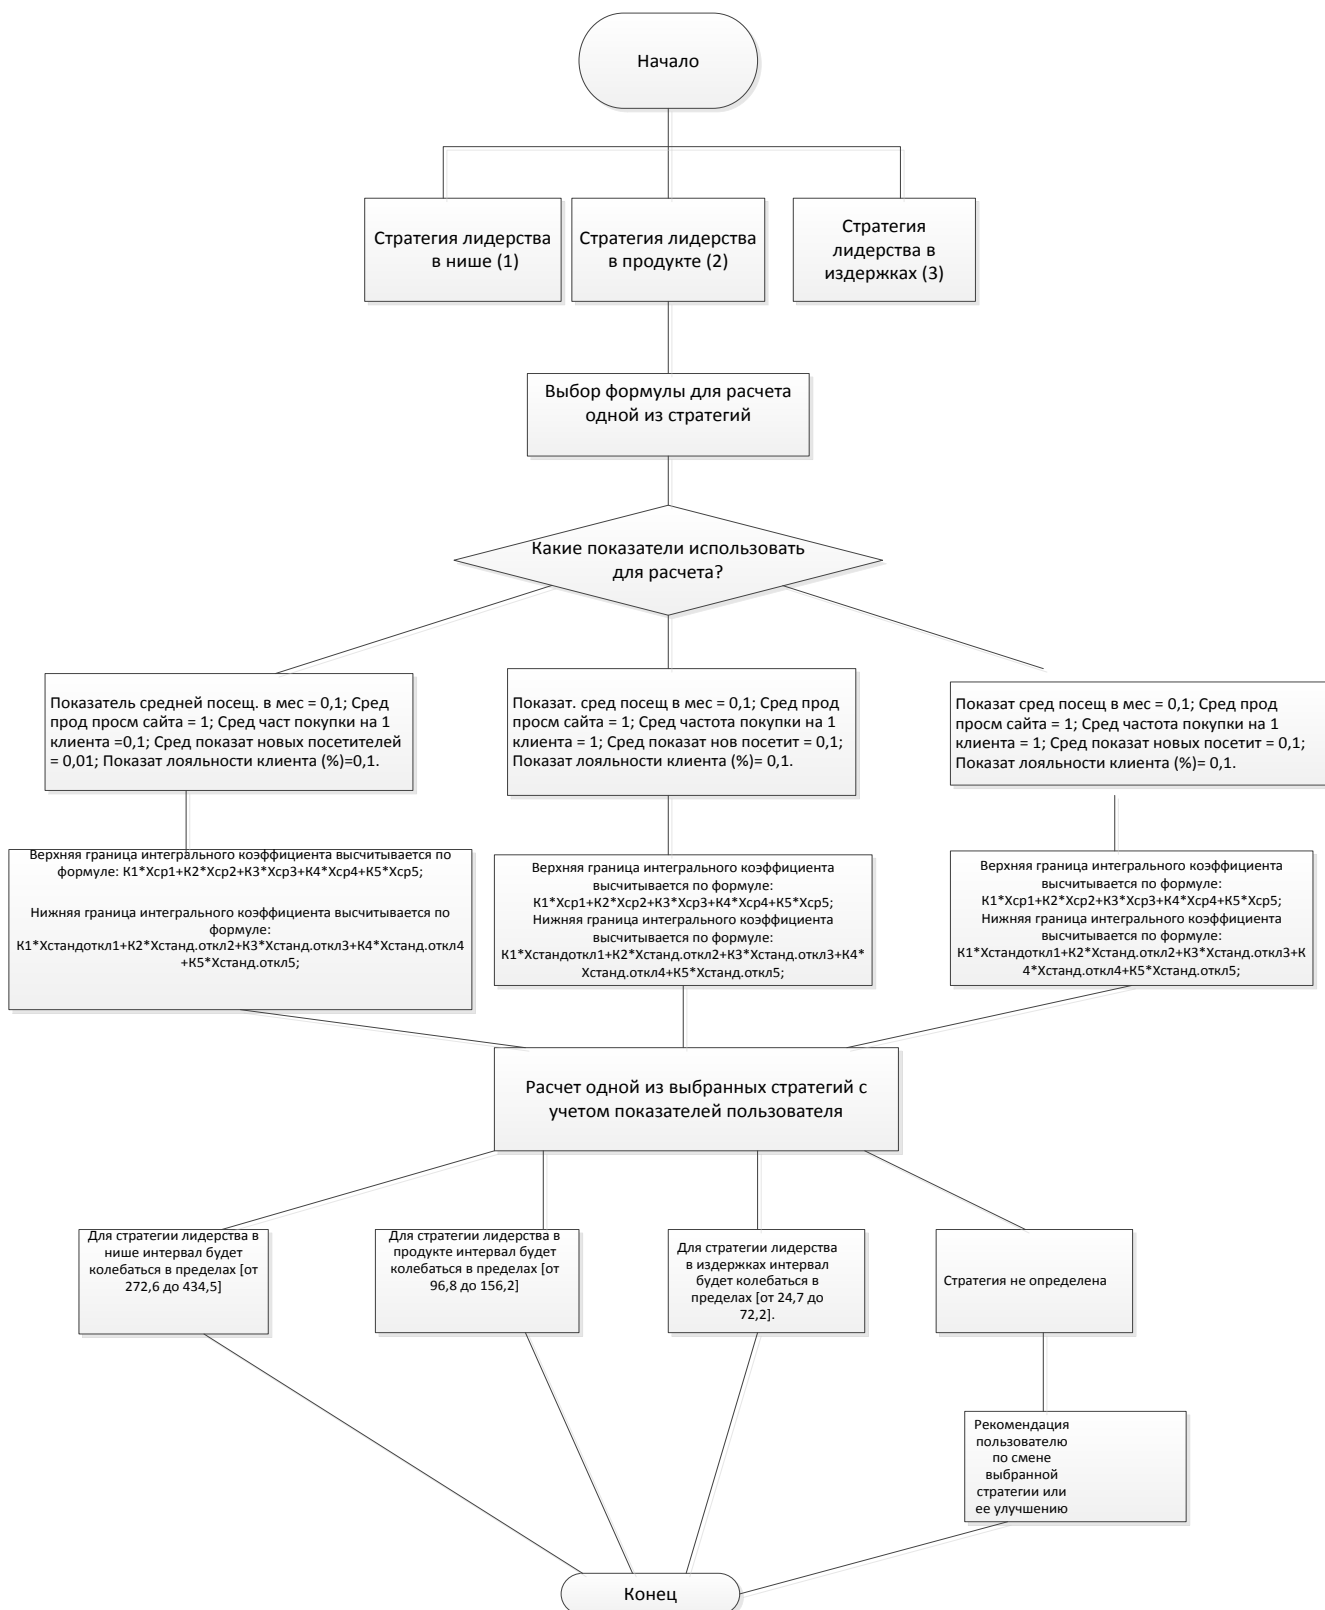 Начало
Стратегия лидерства
в нише (1)
Стратегия лидерства
в продукте (2)
Стратегия
лидерства в
издержках (3)
Выбор формулы для расчета
одной из стратегий
Какие показатели использовать
для расчета?
Показатель средней посещ. в мес = 0,1; Сред
прод просм сайта = 1; Сред част покупки на 1
клиента =0,1; Сред показат новых посетителей
= 0,01; Показат лояльности клиента (%)=0,1.
Показат. сред посещ в мес = 0,1; Сред прод
просм сайта = 1; Сред частота покупки на 1
клиента = 1; Сред показат нов посетит = 0,1;
Показат лояльности клиента (%)= 0,1.
Показат сред посещ в мес = 0,1; Сред прод
просм сайта = 1; Сред частота покупки на 1
клиента = 1; Сред показат новых посетит = 0,1;
Показат лояльности клиента (%)= 0,1.
Верхняя граница интегрального коэффициента высчитывается по
формуле: К1*Хср1+К2*Хср2+К3*Хср3+К4*Хср4+К5*Хср5;
Нижняя граница интегрального коэффициента высчитывается по
формуле:
К1*Хстандоткл1+К2*Хстанд.откл2+К3*Хстанд.откл3+К4*Хстанд.откл4
+К5*Хстанд.откл5;
Верхняя граница интегрального коэффициента
высчитывается по формуле:
К1*Хср1+К2*Хср2+К3*Хср3+К4*Хср4+К5*Хср5;
Нижняя граница интегрального коэффициента
высчитывается по формуле:
К1*Хстандоткл1+К2*Хстанд.откл2+К3*Хстанд.откл3+К4*
Хстанд.откл4+К5*Хстанд.откл5;
Верхняя граница интегрального коэффициента
высчитывается по формуле:
К1*Хср1+К2*Хср2+К3*Хср3+К4*Хср4+К5*Хср5;
Нижняя граница интегрального коэффициента
высчитывается по формуле:
К1*Хстандоткл1+К2*Хстанд.откл2+К3*Хстанд.откл3+К
4*Хстанд.откл4+К5*Хстанд.откл5;
Расчет одной из выбранных стратегий с
учетом показателей пользователя
Для стратегии лидерства в
нише интервал будет
колебаться в пределах [от
272,6 до 434,5]
Для стратегии лидерства в
продукте интервал будет
колебаться в пределах [от
96,8 до 156,2]
Для стратегии лидерства
в издержках интервал
будет колебаться в
пределах [от 24,7 до
72,2].
Стратегия не определена
Рекомендация
пользователю
по смене
выбранной
стратегии или
ее улучшению
Конец